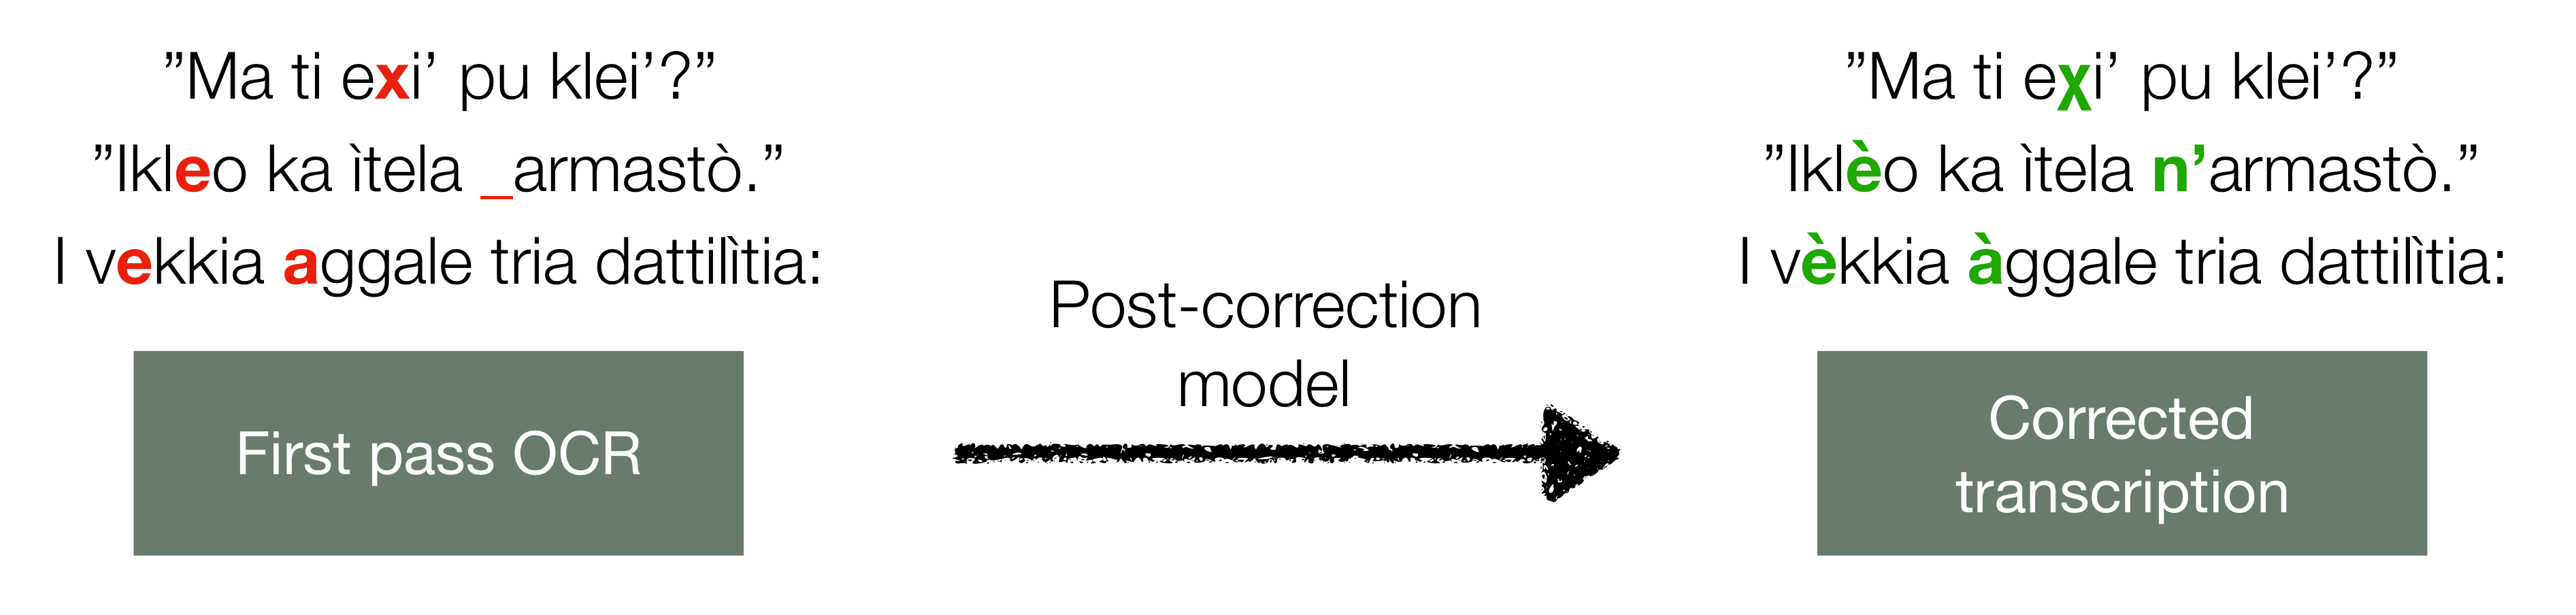 ”Ma ti exi’ pu klei’?”
”Ikleo ka ìtela _armastò.”
I vekkia aggale tria dattilìtia:
First pass OCR
Post-correction
model
”Ma ti eχi’ pu klei’?”
”Iklèo ka ìtela n’armastò.”
I vèkkia àggale tria dattilìtia:
Corrected
transcription